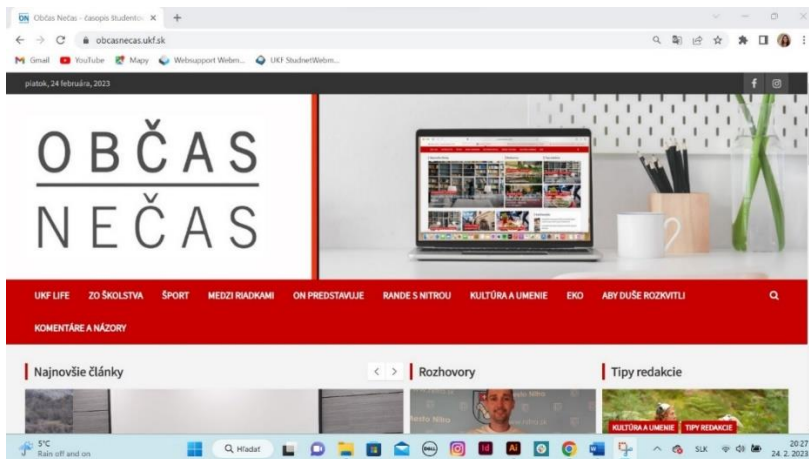 Občas Nečas - časopis študentov
obcasnecas.ukf.sk
Gmail YouTube Mapy Websupport Webm... UKF StudnetWebm...
piatok, 24 februára, 2023
OBČAS
NEČAS
UKF LIFE ZO ŠKOLSTVA ŠPORT MEDZI RIADKAMI ON PREDSTAVUJE RANDE S NITROU KULTÚRA A UMENIE EKO ABY DUŠE ROZKVITLI
KOMENTÁRE A NÁZORY
Najnovšie články Rozhovory Tipy redakcie
KULTÚRA A UMENIE TIPY REDAKCIE
5°C Hľadať SLK 20:27
Rain off and on 24. 2. 2023